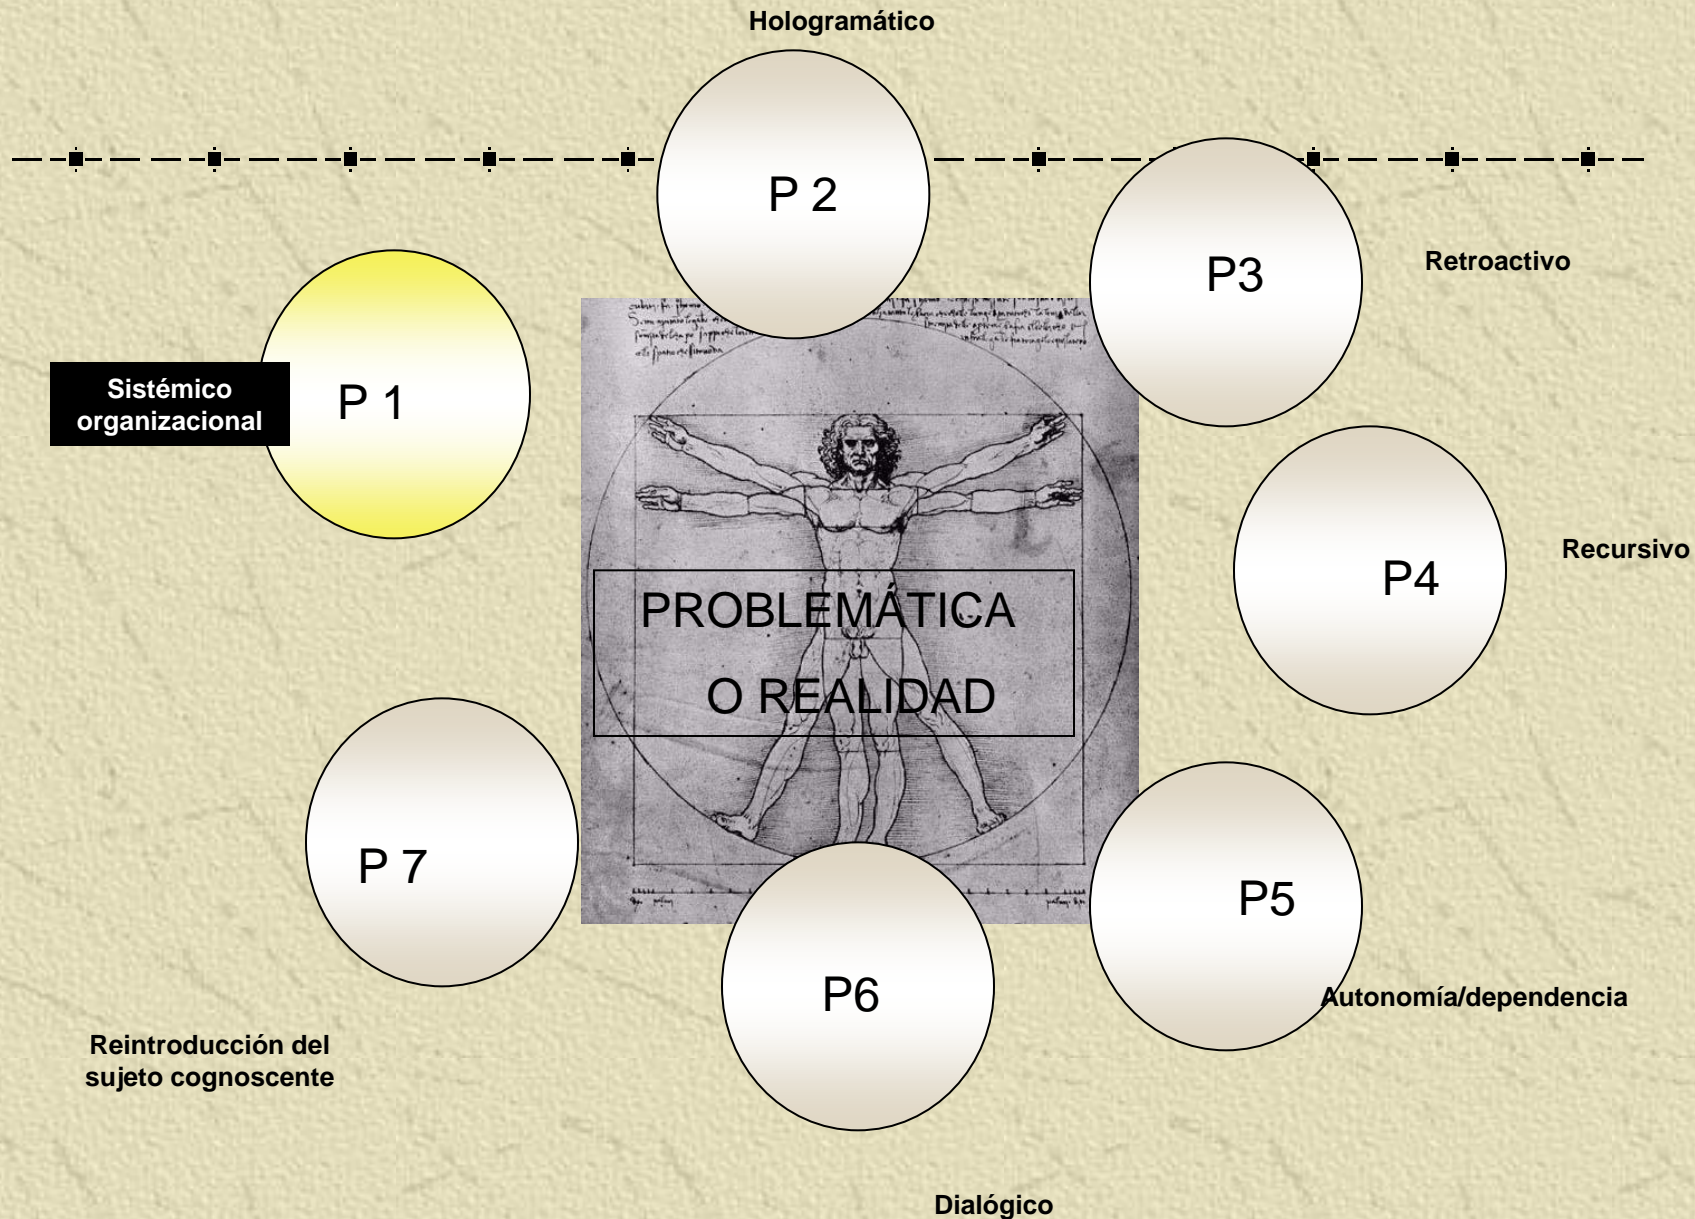 Hologramático
P 2
P3
Retroactivo
Sistémico
organizacional
P 1
P4
Recursivo
PROBLEMÁTICA
O REALIDAD
P 7
P5
Autonomía/dependencia
P6
Reintroducción del
sujeto cognoscente
Dialógico